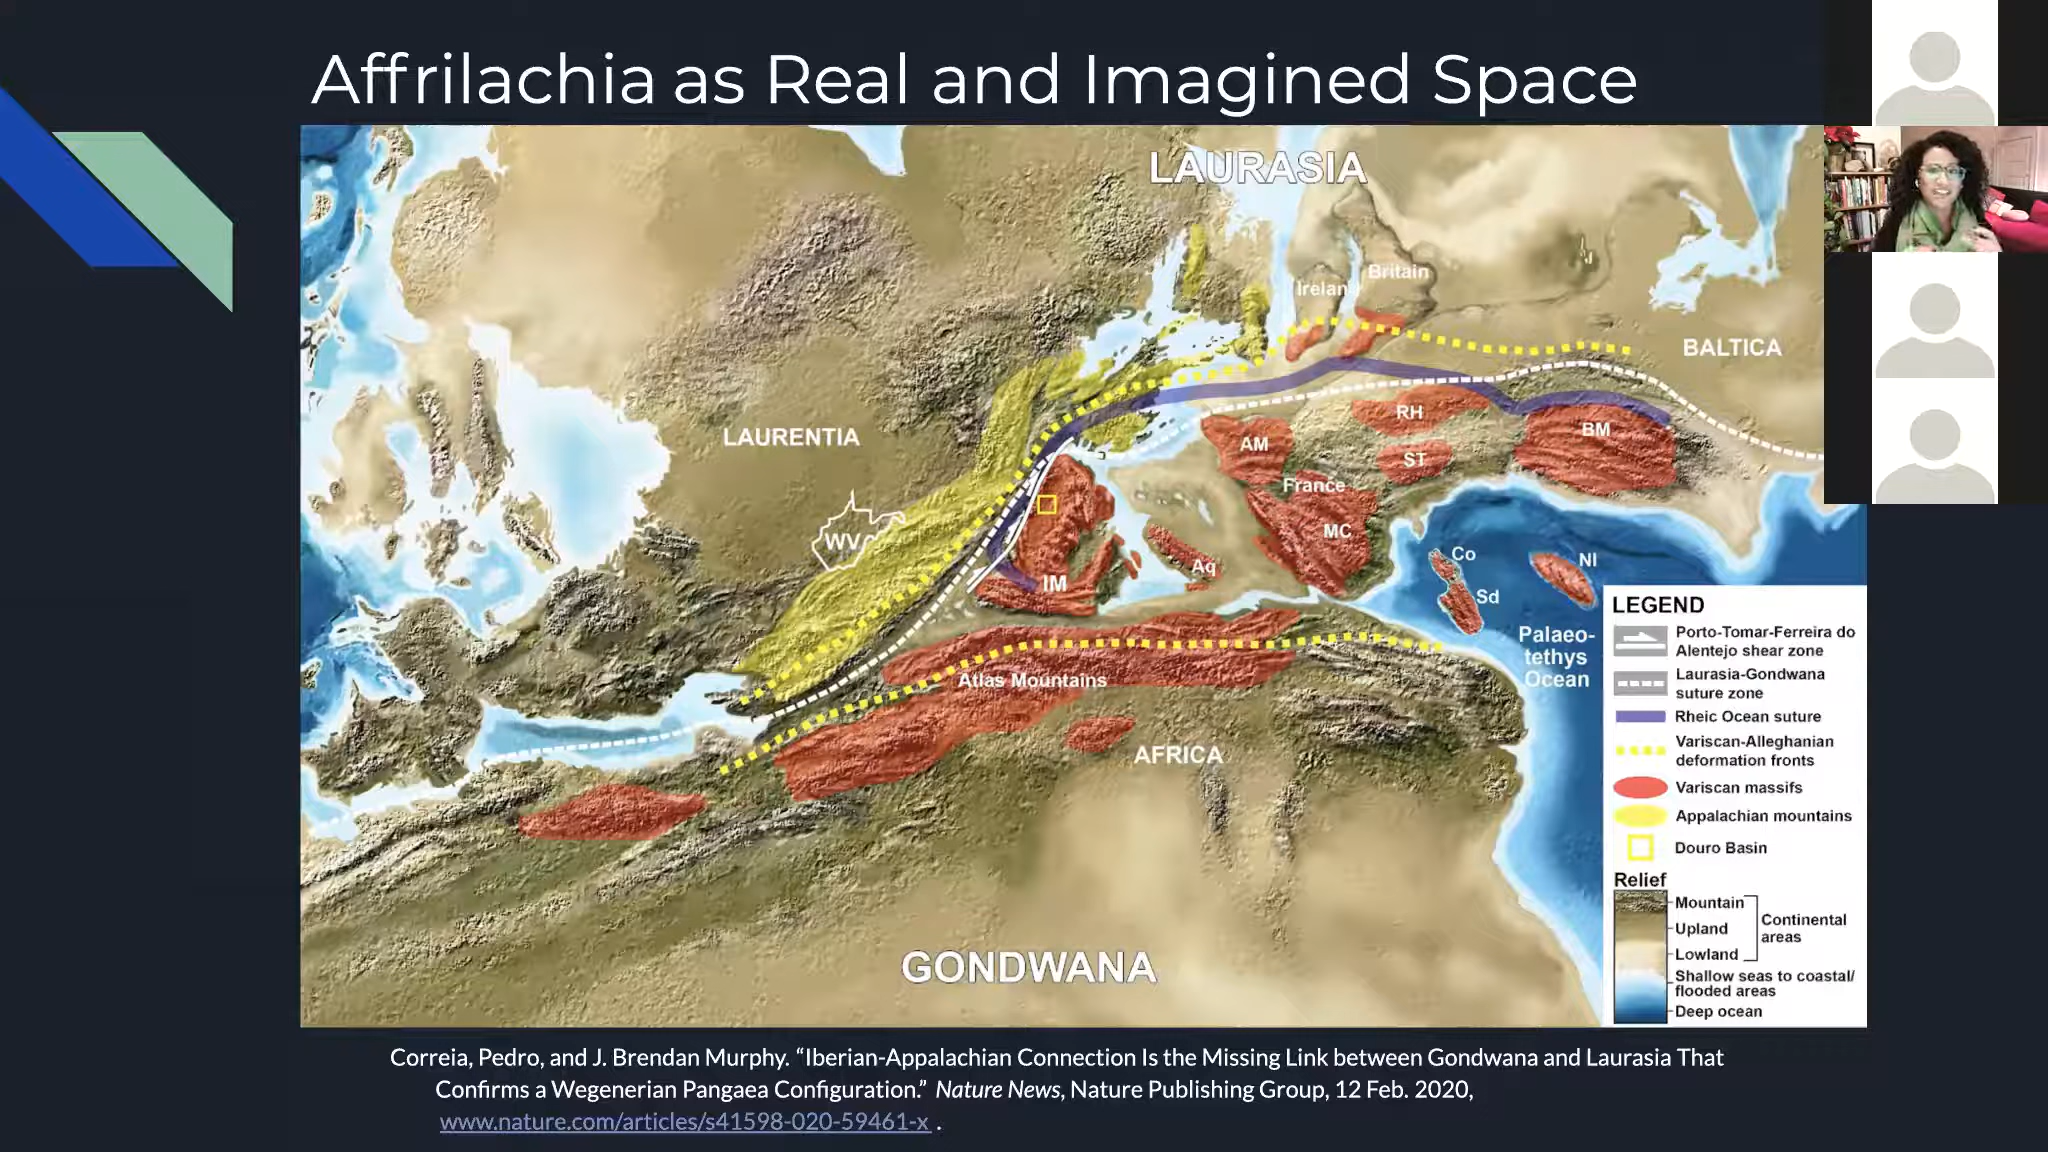 Affrilachia as Real and Imagined Space
LAURASIA
Britain
Ireland
BALTICA
LAURENTIA
RH
AM
BM
ST
France
WV
MC
Co
NI
Aq
IM
Sd
Palaeo-
tethys
Ocean
Atlas Mountains
AFRICA
GONDWANA
LEGEND
Porto-Tomar-Ferreira do
Alentejo shear zone
Laurasia-Gondwana
suture zone
Rheic Ocean suture
Variscan-Alleghanian
deformation fronts
Variscan massifs
Appalachian mountains
Douro Basin
Relief
Mountain
Upland
Lowland
Continental
areas
Shallow seas to coastal/
flooded areas
Deep ocean
Correia, Pedro, and J. Brendan Murphy. “Iberian-Appalachian Connection Is the Missing Link between Gondwana and Laurasia That
Confirms a Wegenerian Pangaea Configuration.” Nature News, Nature Publishing Group, 12 Feb. 2020,
www.nature.com/articles/s41598-020-59461-x .